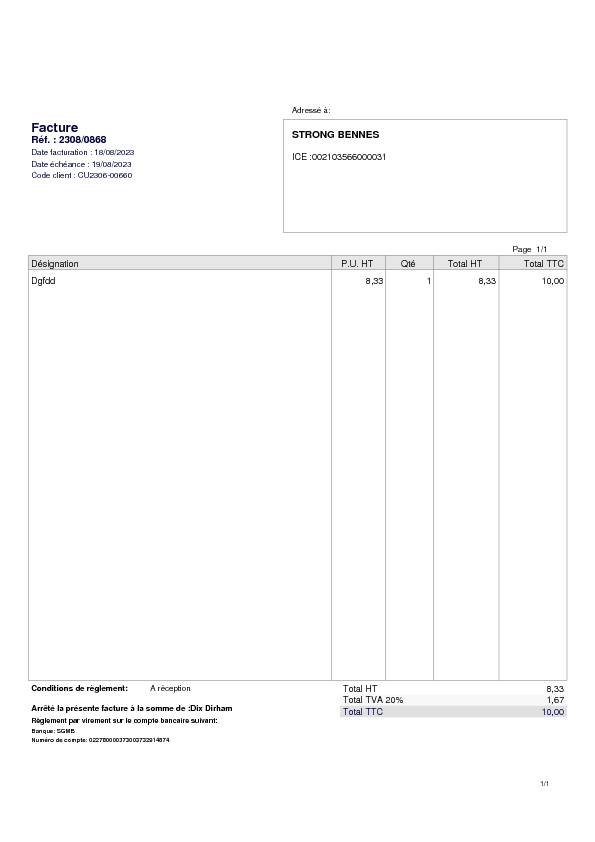 Adressé à:
Facture
Réf. : 2308/0868
Date facturation : 18/08/2023
Date échéance : 19/08/2023
Code client : CU2306-00660
STRONG BENNES
ICE :002103566000031
Page 1/1
Désignation P.U. HT Qté Total HT Total TTC
Dgfdd 8,33 1 8,33 10,00
Conditions de règlement: A réception
Total HT 8,33
Total TVA 20% 1,67
Total TTC 10,00
Arrêté la présente facture à la somme de :Dix Dirham
Règlement par virement sur le compte bancaire suivant:
Banque: SGMB
Numéro de compte:
1/1